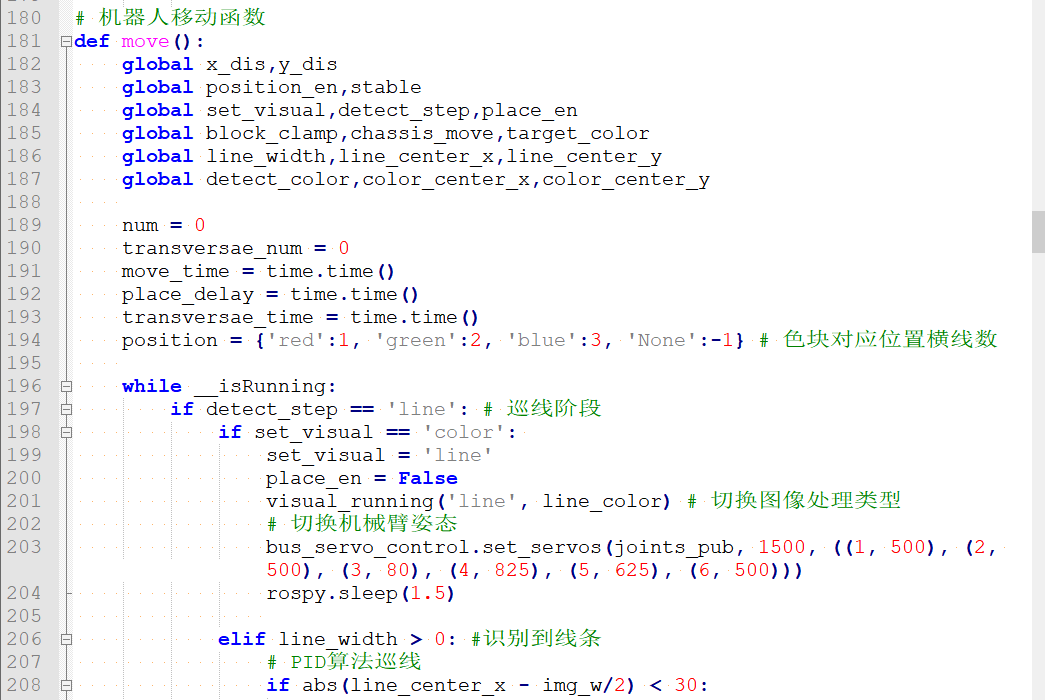 180 # 机器人移动函数
181 def move():
182     global x_dis,y_dis
183     global position_en,stable
184     global set_visual,detect_step,place_en
185     global block_clamp,chassis_move,target_color
186     global line_width,line_center_x,line_center_y
187     global detect_color,color_center_x,color_center_y
188
189     num = 0
190     transversae_num = 0
191     move_time = time.time()
192     place_delay = time.time()
193     transversae_time = time.time()
194     position = {'red':1, 'green':2, 'blue':3, 'None':-1} # 色块对应位置横线数
195
196     while __isRunning:
197         if detect_step == 'line': # 巡线阶段
198             if set_visual == 'color':
199                 set_visual = 'line'
200                 place_en = False
201                 visual_running('line', line_color) # 切换图像处理类型
202                 # 切换机械臂姿态
203                 bus_servo_control.set_servos(joints_pub, 1500, ((1, 500), (2,
                500), (3, 80), (4, 825), (5, 625), (6, 500)))
204                 rospy.sleep(1.5)
205
206             elif line_width > 0: #识别到线条
207                 # PID算法巡线
208                 if abs(line_center_x - img_w/2) < 30: